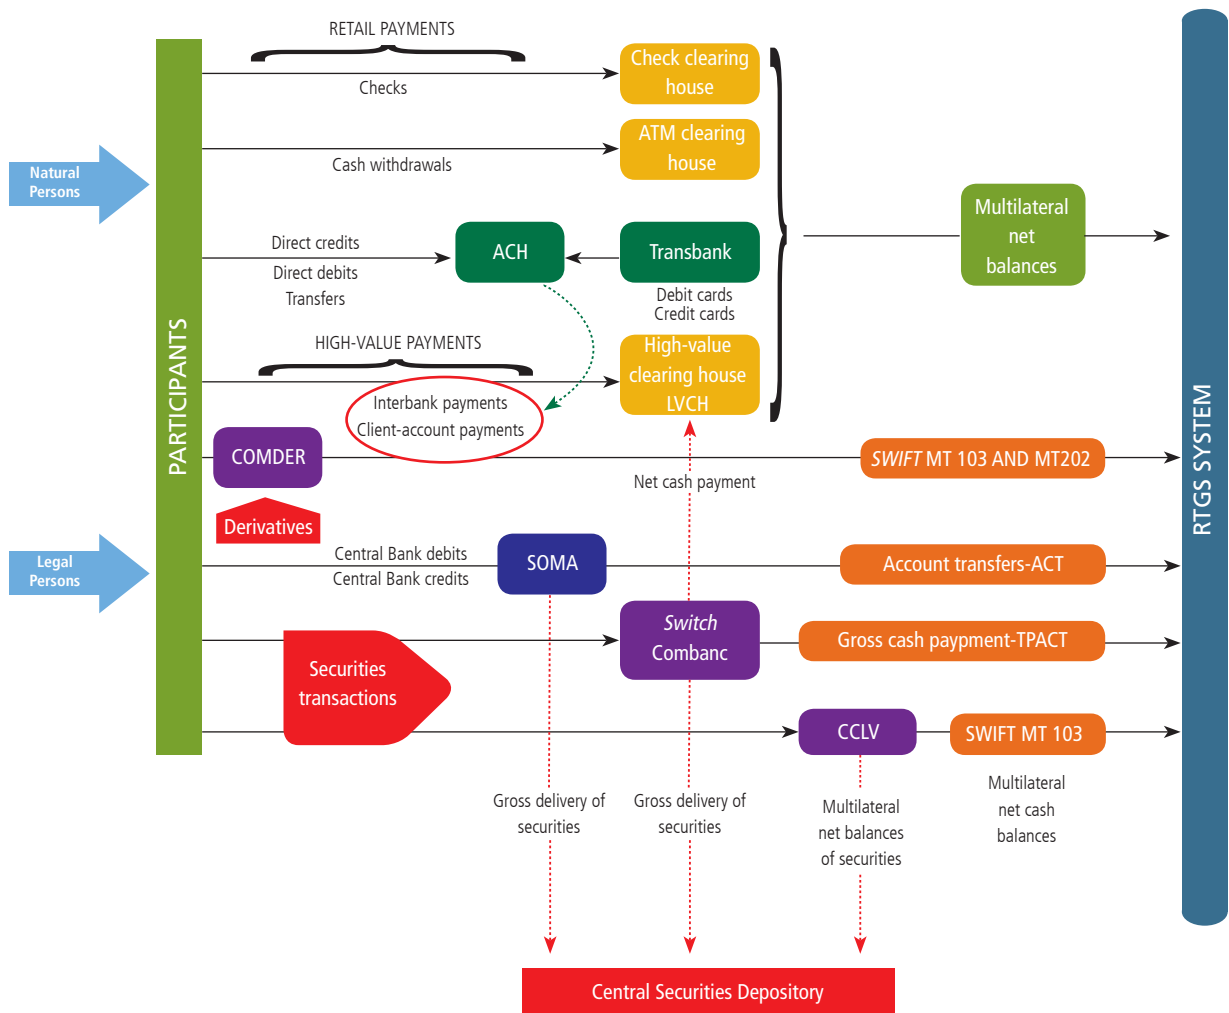 RETAIL PAYMENTS
Checks
Check clearing
house
Cash withdrawals
ATM clearing
house
Natural
Persons
Direct credits
Direct debits
Transfers
ACH
Transbank
Debit cards
Credit cards
Multilateral
net
balances
HIGH-VALUE PAYMENTS
Interbank payments
Client-account payments
High-value
clearing house
LVCH
PARTICIPANTS
RTGS SYSTEM
COMDER
SWIFT MT 103 AND MT202
Net cash payment
Derivatives
Legal
Persons
Central Bank debits
Central Bank credits
SOMA
Account transfers-ACT
Switch
Combanc
Gross cash paypment-TPACT
Securities
transactions
CCLV
SWIFT MT 103
Gross delivery of
securities
Gross delivery of
securities
Multilateral
net balances
of securities
Multilateral
net cash
balances
Central Securities Depository